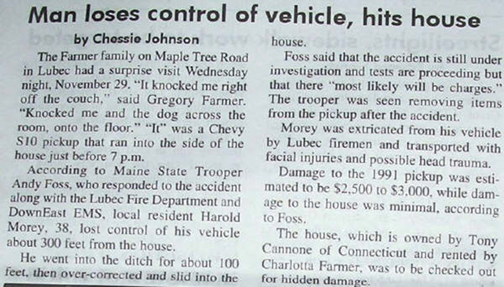 Man loses control of vehicle, hits house
by Chessie Johnson
The Farmer family on Maple Tree Road
in Lubec had a surprise visit Wednesday
night, November 29. "It knocked me right
off the couch," said Gregory Farmer.
"Knocked me and the dog across the
room, onto the floor." "It" was a Chevy
S10 pickup that ran into the side of the
house just before 7 p.m.
According to Maine State Trooper
Andy Foss, who responded to the accident
along with the Lubec Fire Department and
DownEast EMS, local resident Harold
Morey, 38, lost control of his vehicle
about 300 feet from the house.
He went into the ditch for about 100
feet, then over-corrected and slid into the
house.
Foss said that the accident is still under
investigation and tests are proceeding but
that there "most likely will be charges."
The trooper was seen removing items
from the pickup after the accident.
Morey was extricated from his vehicle
by Lubec firemen and transported with
facial injuries and possible head trauma.
Damage to the 1991 pickup was esti-
mated to be $2,500 to $3,000, while dam-
age to the house was minimal, according
to Foss.
The house, which is owned by Tony
Cannone of Connecticut and rented by
Charlotta Farmer, was to be checked out
for hidden damage.